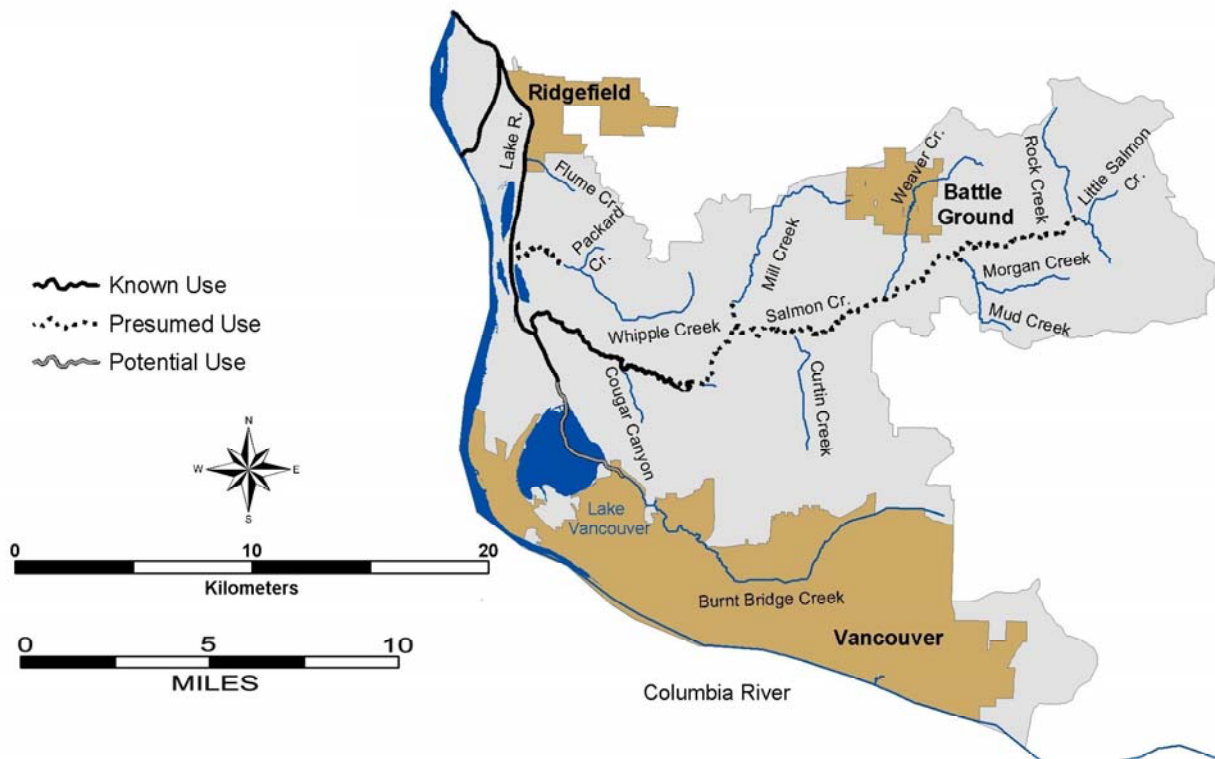 Ridgefield
Lake R.
Flume Cr.
Packard
Cr.
Known Use
Presumed Use
Potential Use
N
W
E
S
Whipple Creek
Mill Creek
Weaver Cr.
Battle
Ground
Rock Creek
Little Salmon
Cr.
Morgan Creek
Mud Creek
Salmon Cr.
Cougar Canyon
Curtin Creek
Lake
Vancouver
0 10 20
Kilometers
Burnt Bridge Creek
0 5 10
MILES
Vancouver
Columbia River